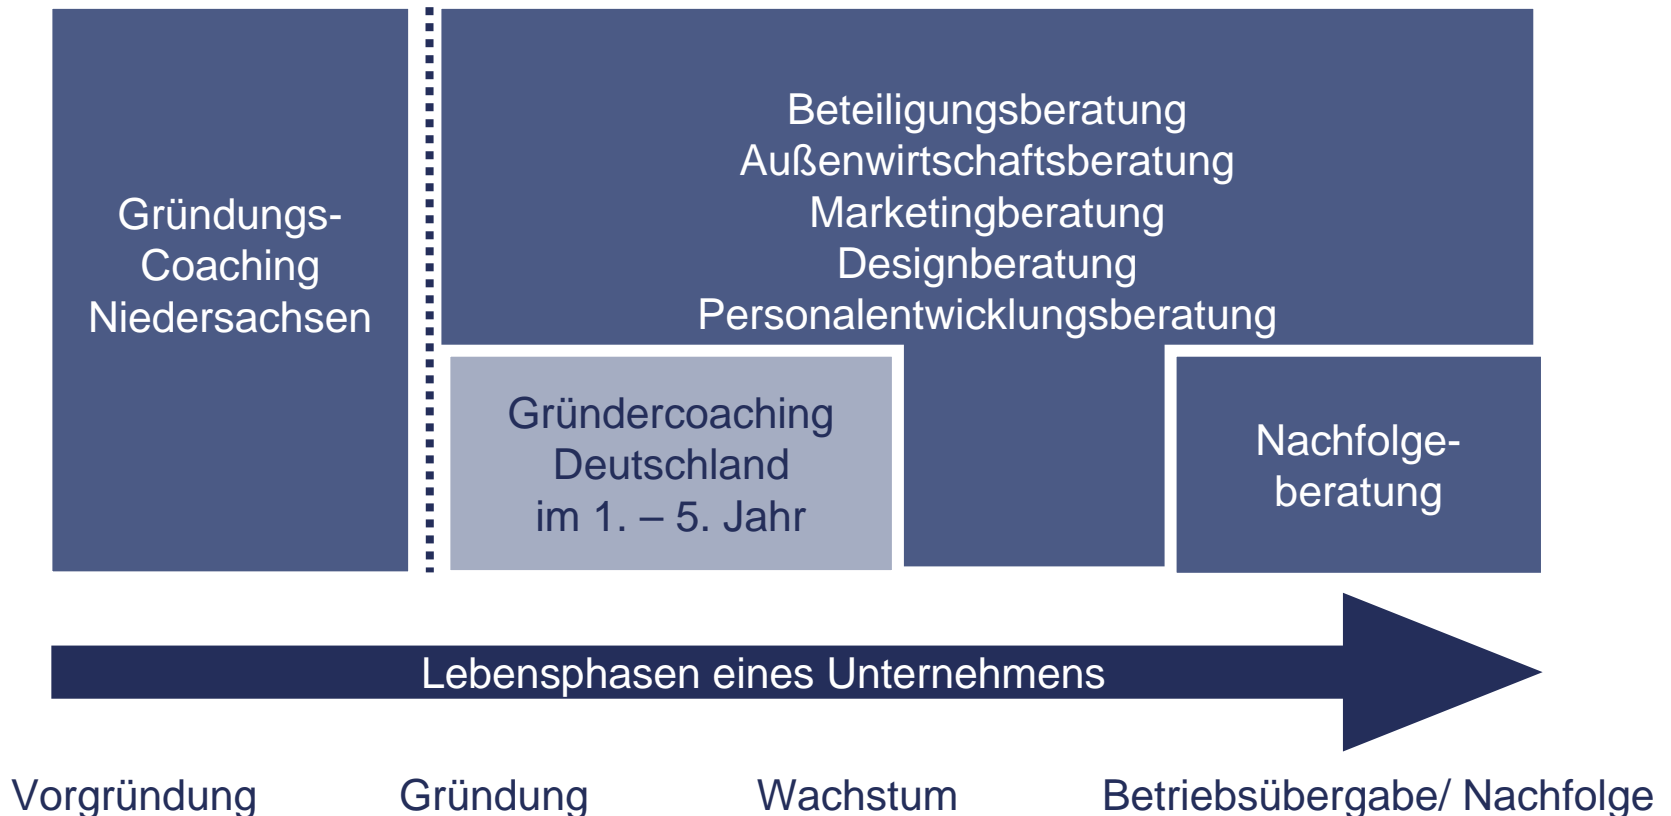 Gründungs-
Coaching
Niedersachsen
Beteiligungsberatung
Außenwirtschaftsberatung
Marketingberatung
Designberatung
Personalentwicklungsberatung
Gründercoaching
Deutschland
im 1. – 5. Jahr
Nachfolge-
beratung
Lebensphasen eines Unternehmens
Vorgründung Gründung Wachstum Betriebsübergabe/ Nachfolge